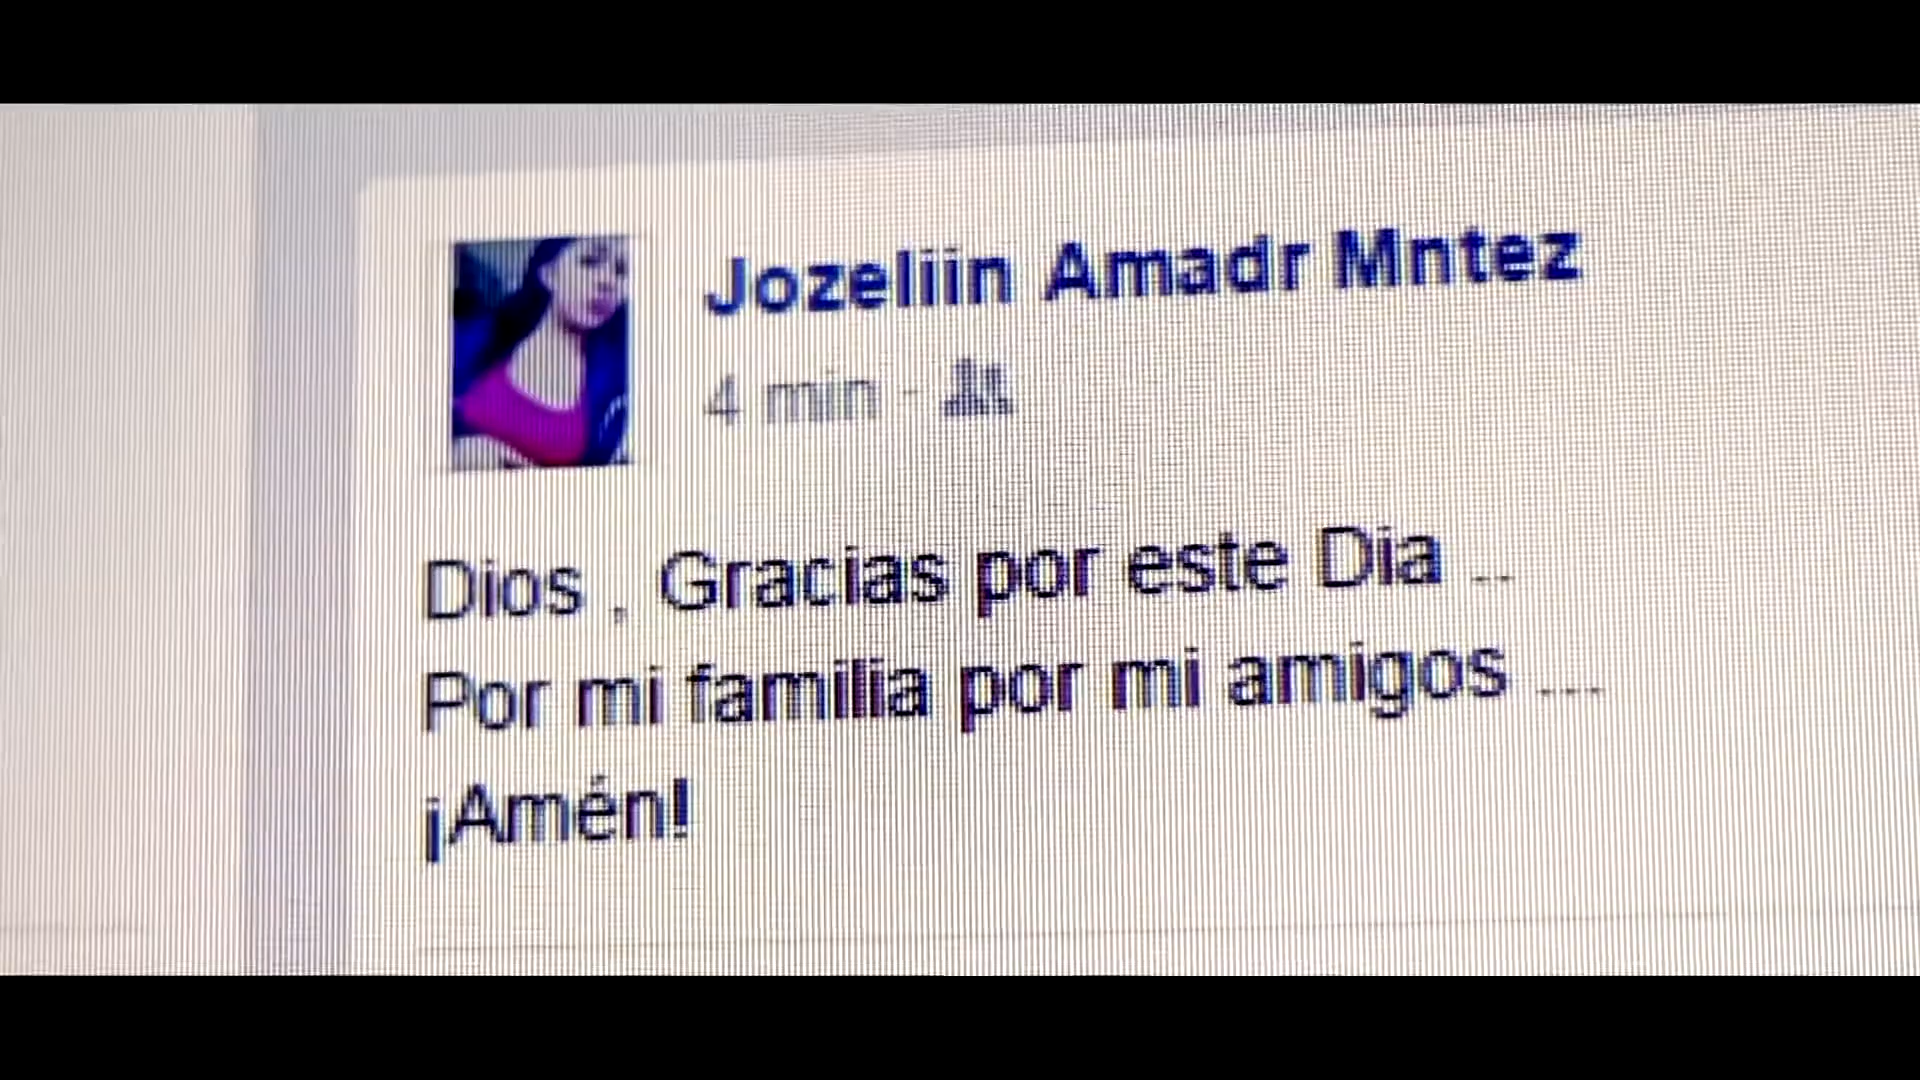 Jozeliin Amadr Mntez
4 min ·
Dios , Gracias por este Dia ..
Por mi familia por mi amigos ...
¡Amén!